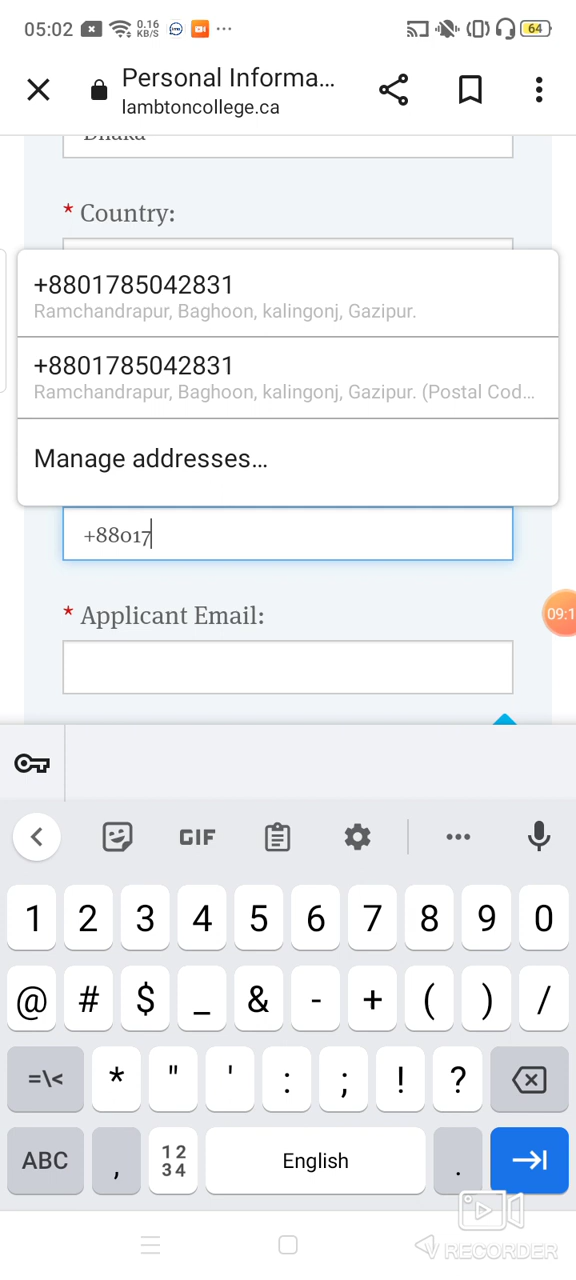 05:02
0.16
KB/S
64
Personal Informa...
lambtoncollege.ca
Dhaka
* Country:
+8801785042831
Ramchandrapur, Baghoon, kalingonj, Gazipur.
+8801785042831
Ramchandrapur, Baghoon, kalingonj, Gazipur. (Postal Cod...
Manage addresses...
+88017
* Applicant Email:
09:1
GIF
1 2 3 4 5 6 7 8 9 0
@ # $ _ & - + ( ) /
=\< * " ' : ; ! ?
ABC , 12 34 English .
RECORDER